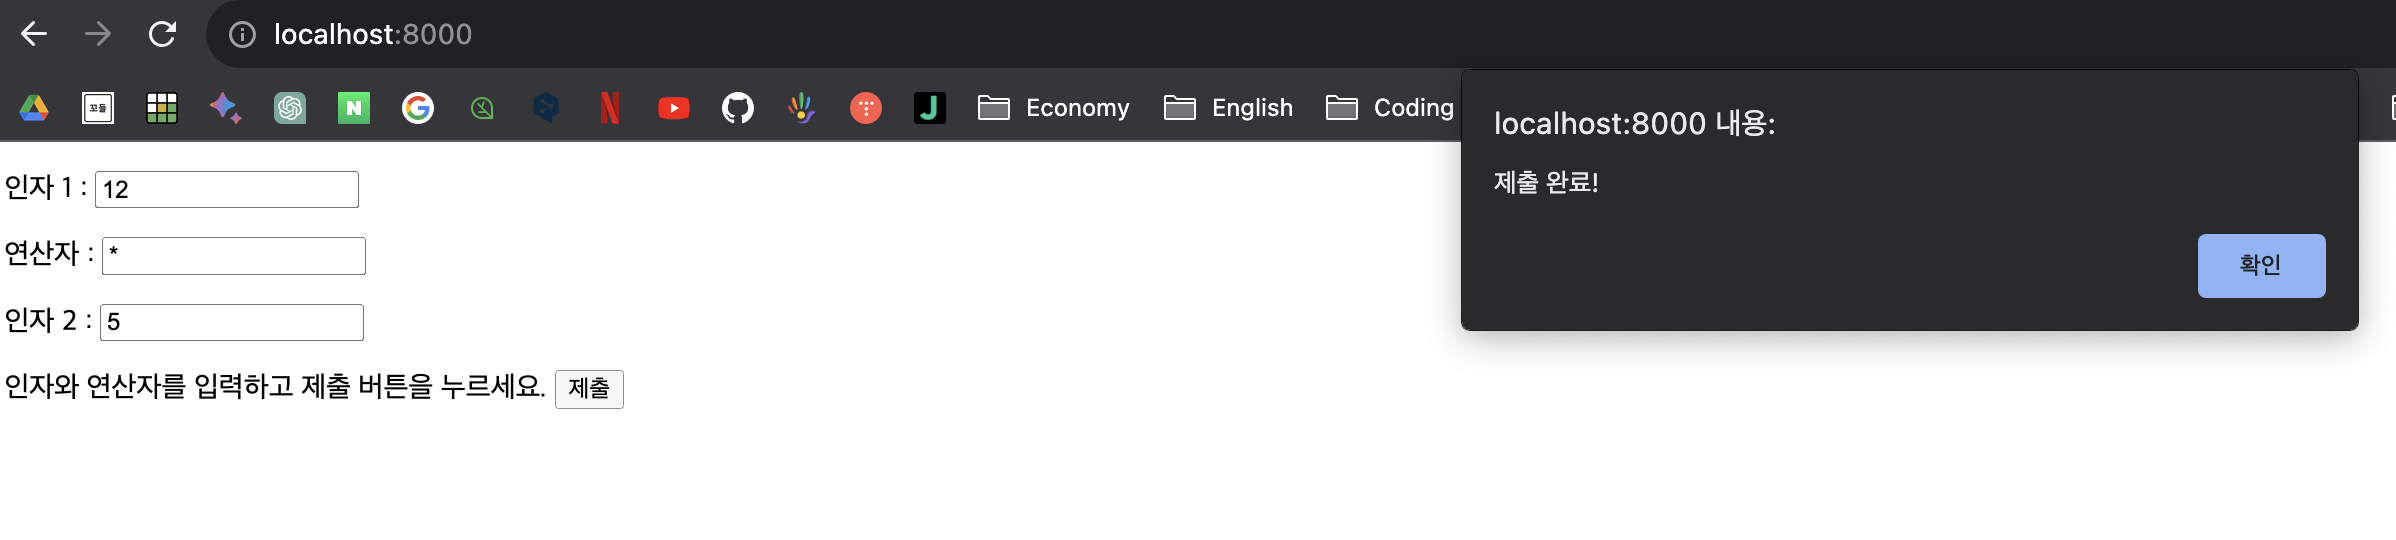 localhost:8000
꼬들
N
N
J
Economy
English
Coding
localhost:8000 내용:
제출 완료!
확인
인자 1 : 12
연산자 : *
인자 2 : 5
인자와 연산자를 입력하고 제출 버튼을 누르세요. 제출